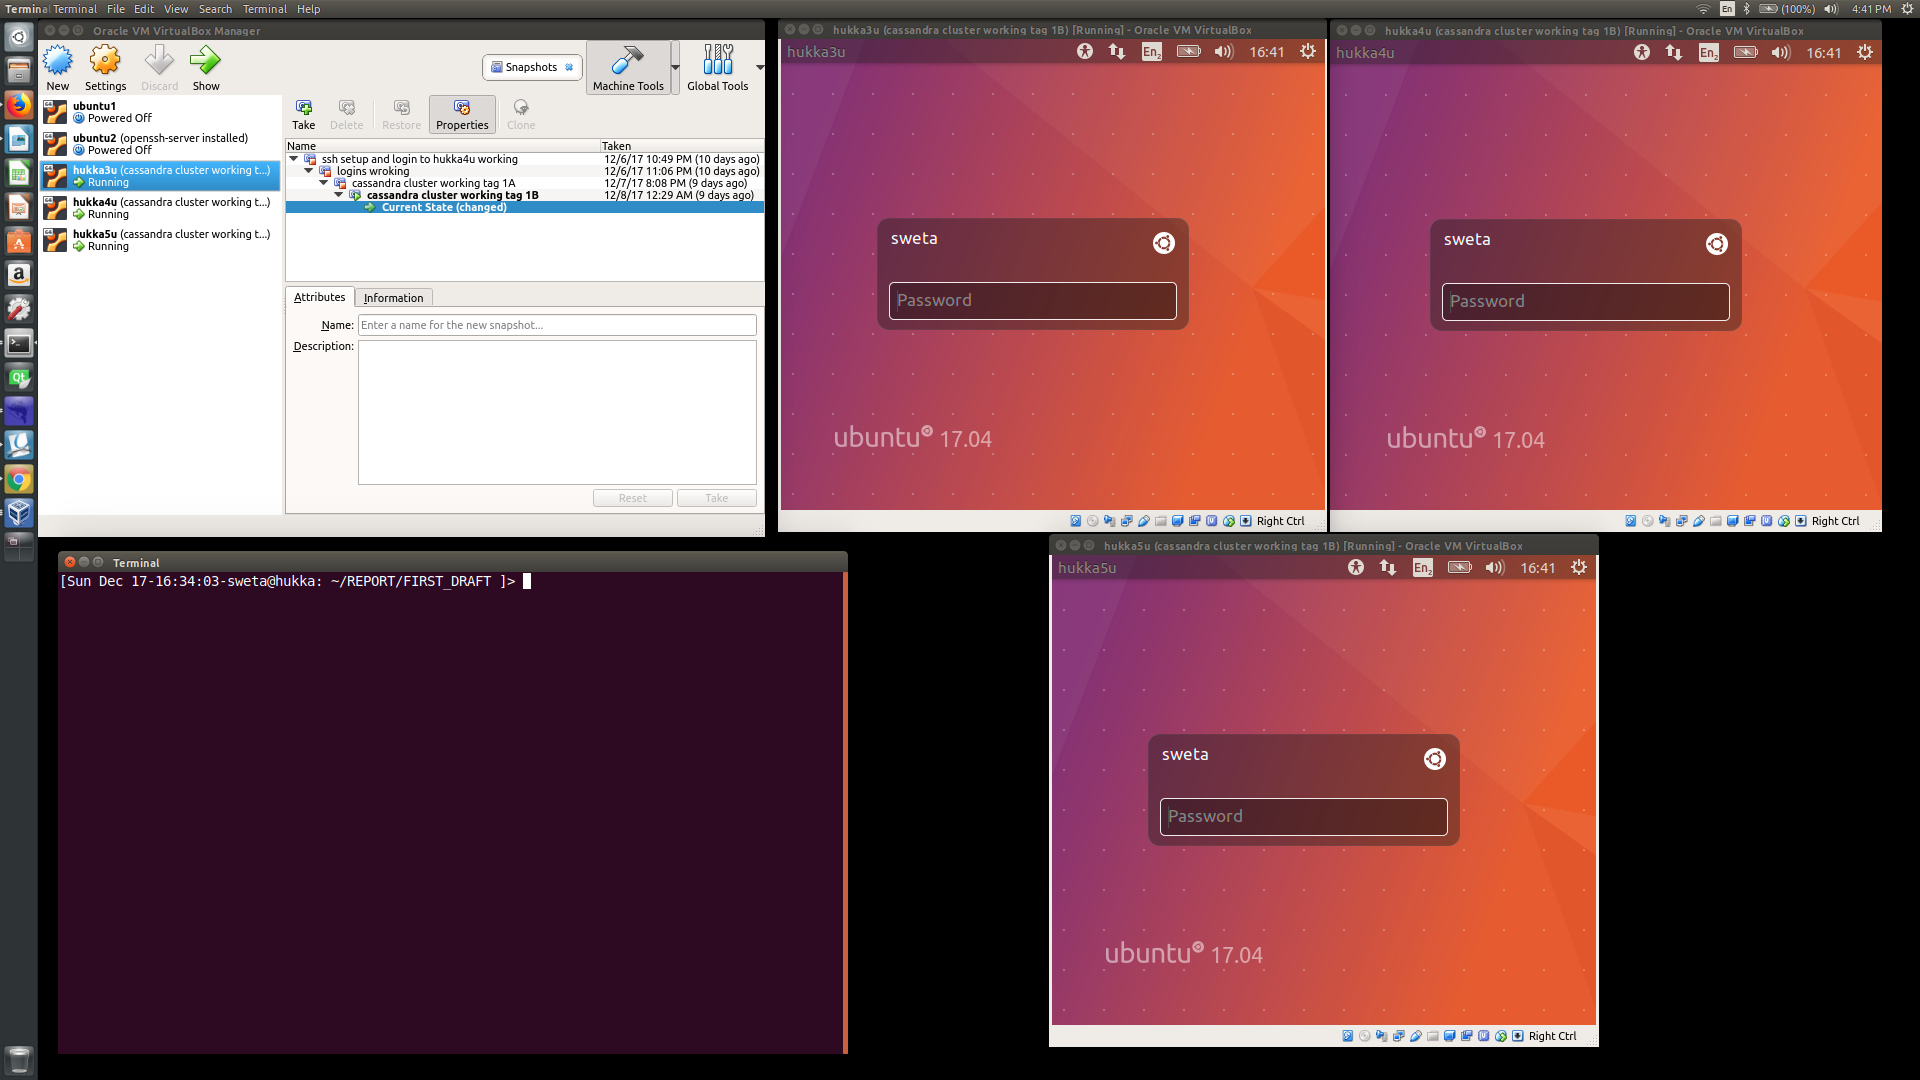 Terminal Terminal File Edit View Search Terminal Help
En (100%) 4:41 PM
Oracle VM VirtualBox Manager
New Settings Discard Show
Snapshots
Machine Tools Global Tools
ubuntu1
Powered Off
ubuntu2 (openssh-server installed)
Powered Off
hukka3u (cassandra cluster working t...)
Running
hukka4u (cassandra cluster working t...)
Running
hukka5u (cassandra cluster working t...)
Running
Take Delete Restore Properties Clone
Name Taken
ssh setup and login to hukka4u working 12/6/17 10:49 PM (10 days ago)
logins wroking 12/6/17 11:06 PM (10 days ago)
cassandra cluster working tag 1A 12/7/17 8:08 PM (9 days ago)
cassandra cluster working tag 1B 12/8/17 12:29 AM (9 days ago)
Current State (changed)
Attributes Information
Name: Enter a name for the new snapshot...
Description:
Reset Take
hukka3u (cassandra cluster working tag 1B) [Running] - Oracle VM VirtualBox
hukka3u En2 16:41
sweta
Password
ubuntu 17.04
Right Ctrl
hukka4u (cassandra cluster working tag 1B) [Running] - Oracle VM VirtualBox
hukka4u En2 16:41
sweta
Password
ubuntu 17.04
Right Ctrl
Terminal
[Sun Dec 17-16:34:03-sweta@hukka: ~/REPORT/FIRST_DRAFT ]>
hukka5u (cassandra cluster working tag 1B) [Running] - Oracle VM VirtualBox
hukka5u En2 16:41
sweta
Password
ubuntu 17.04
Right Ctrl